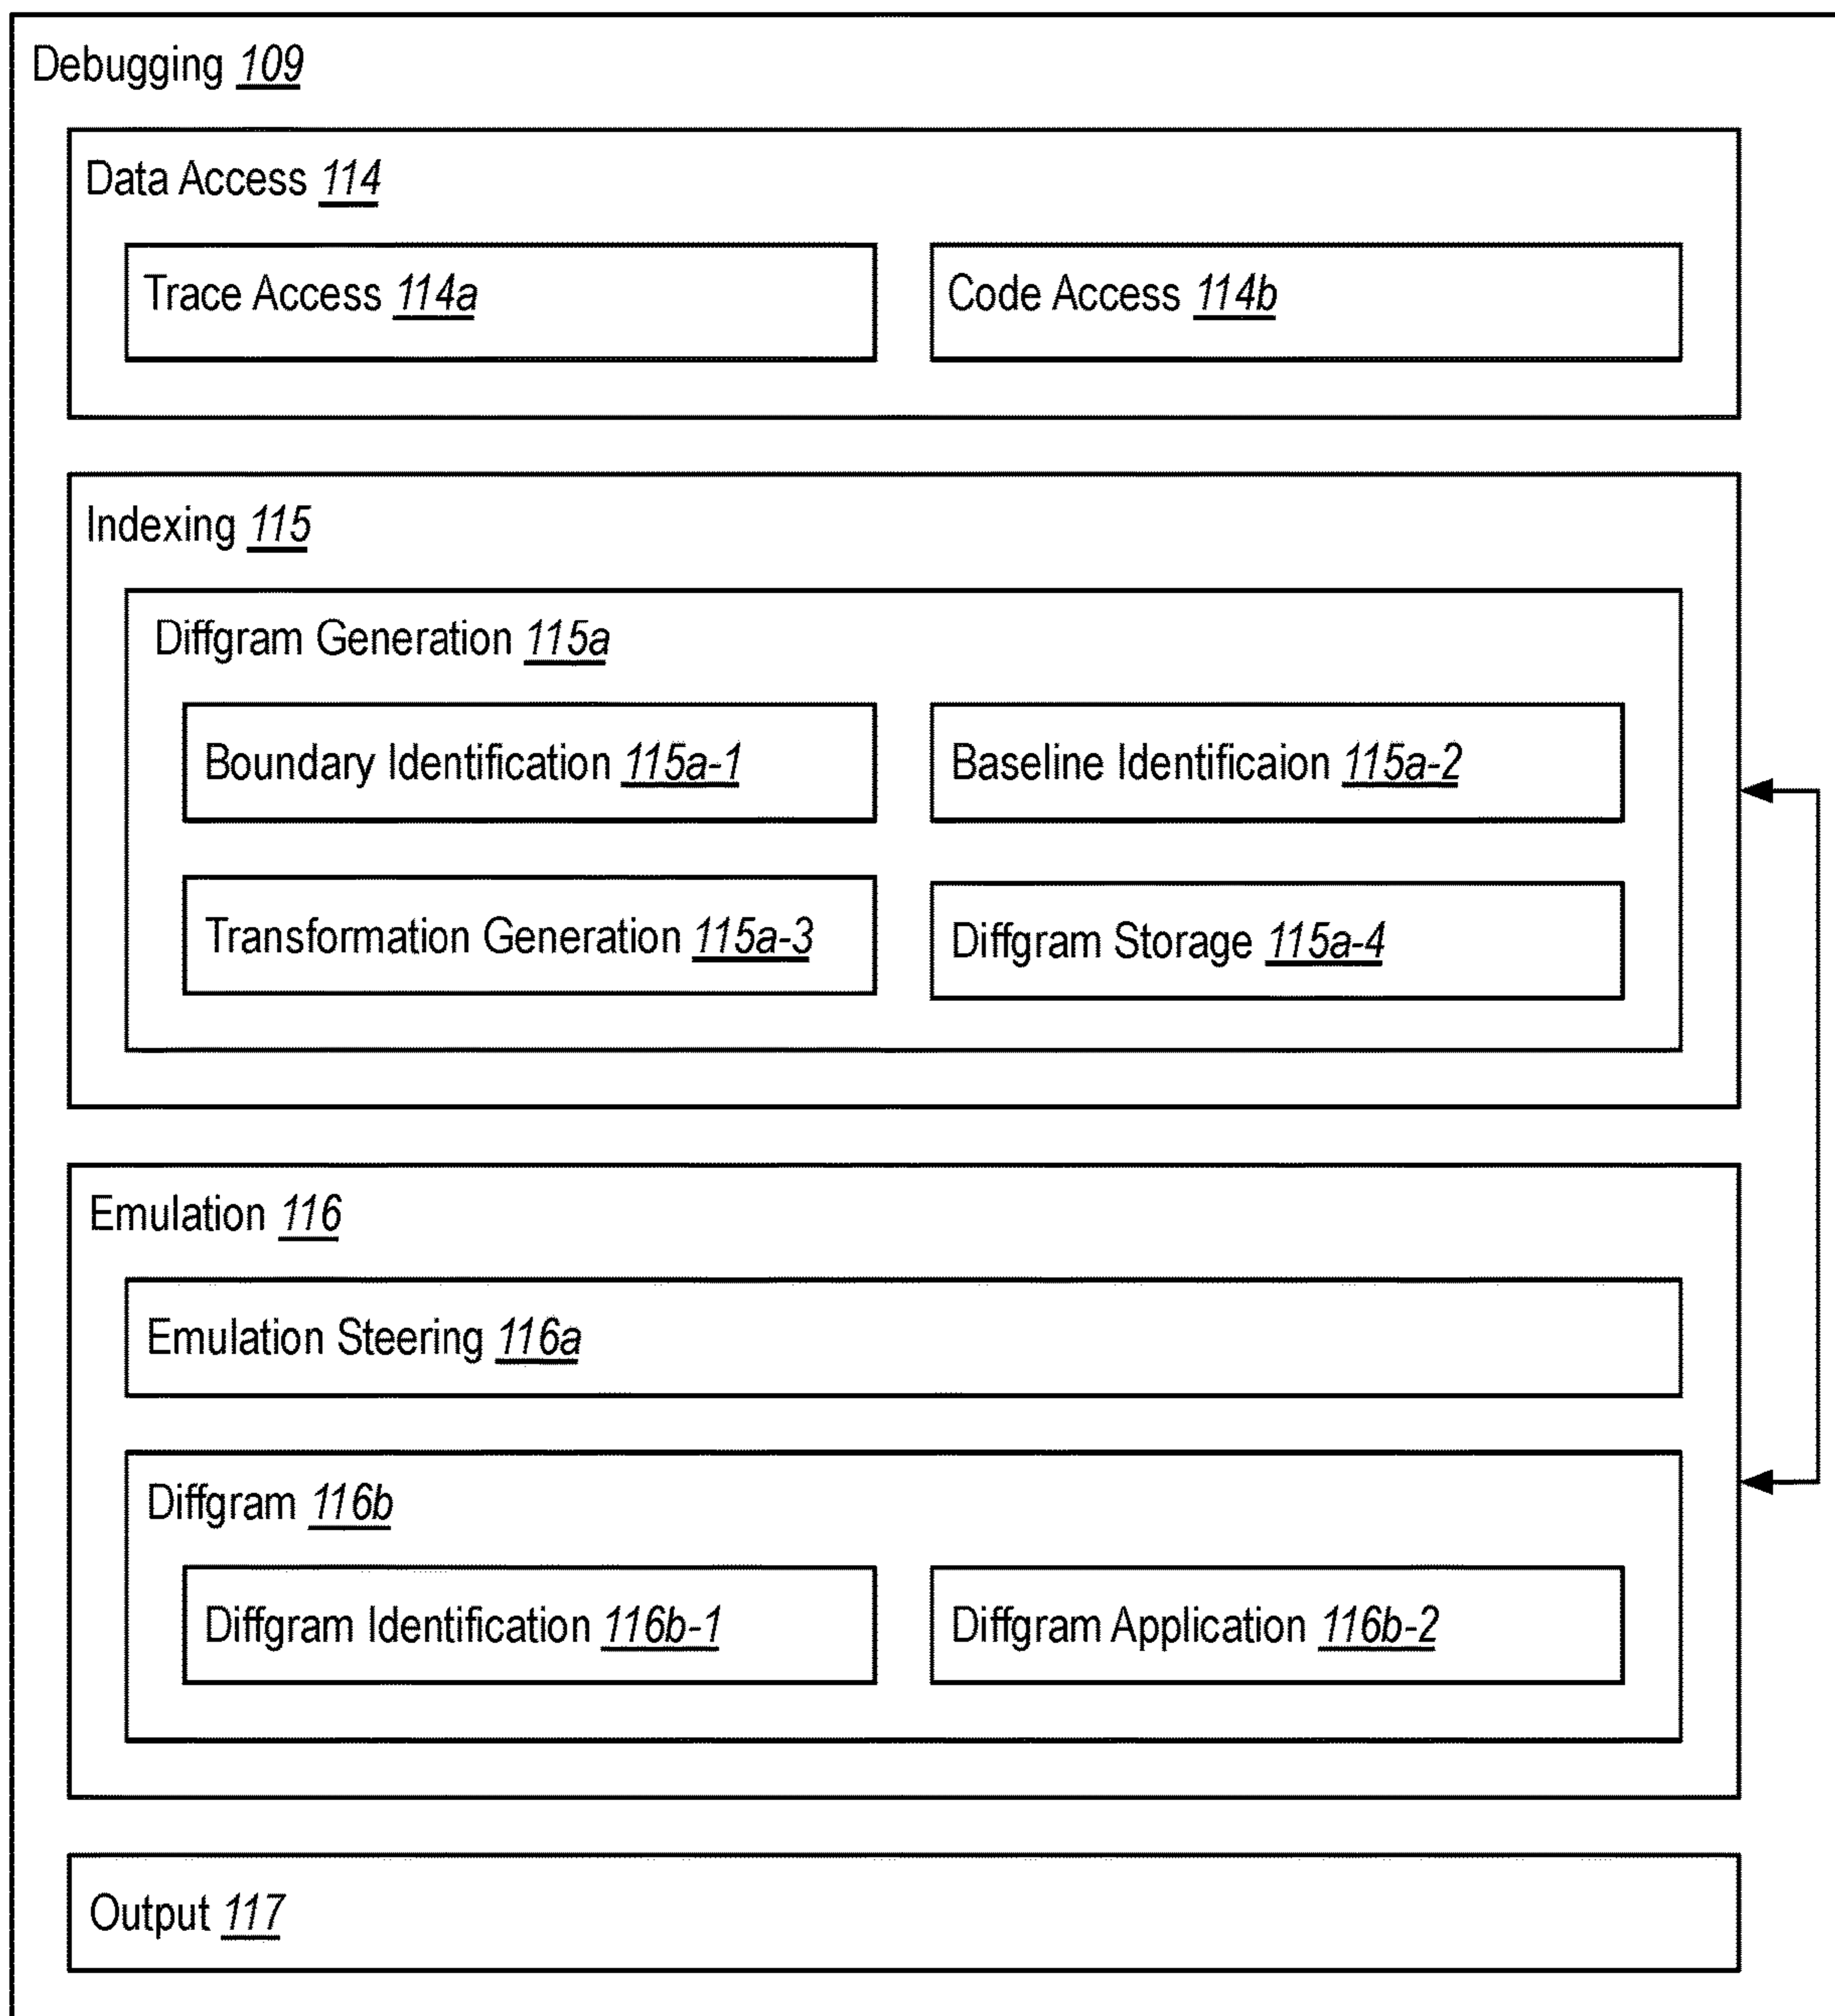 Debugging 109
Data Access 114
Trace Access 114a
Code Access 114b
Indexing 115
Diffgram Generation 115a
Boundary Identification 115a-1
Baseline Identificaion 115a-2
Transformation Generation 115a-3
Diffgram Storage 115a-4
Emulation 116
Emulation Steering 116a
Diffgram 116b
Diffgram Identification 116b-1
Diffgram Application 116b-2
Output 117